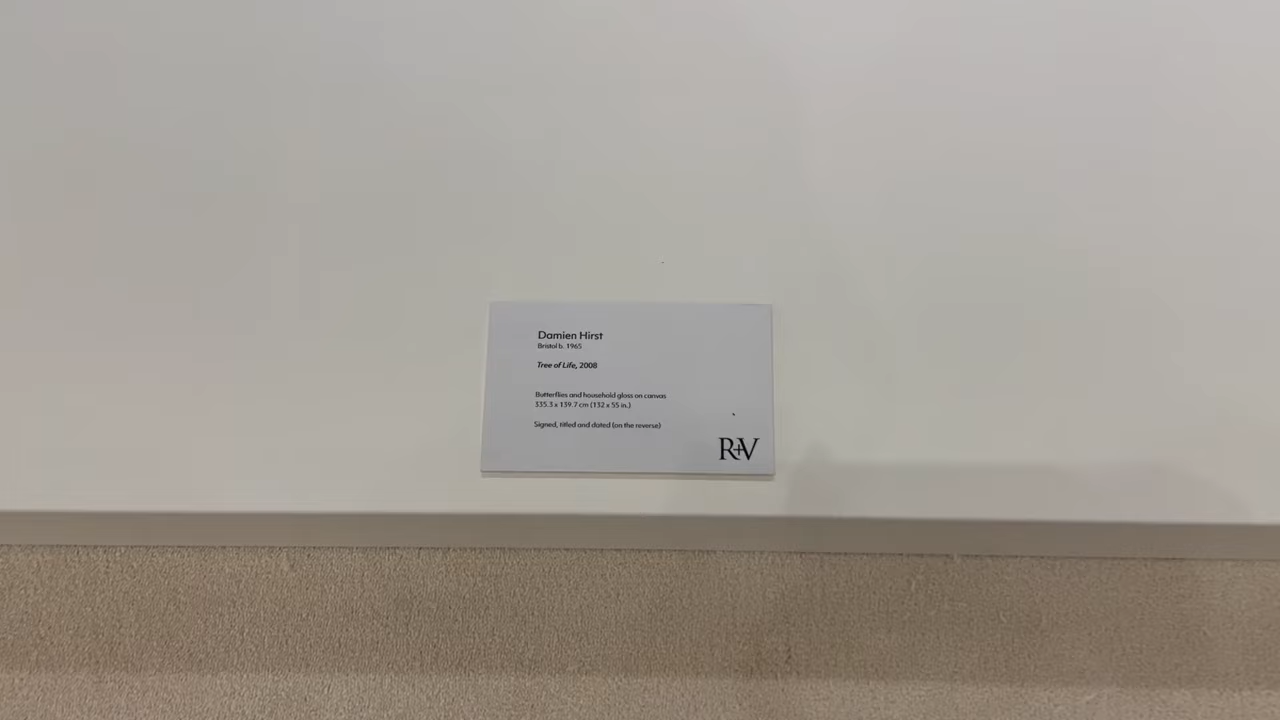 Damien Hirst
Bristol b. 1965
Tree of Life, 2008
Butterflies and household gloss on canvas
335.3 x 139.7 cm (132 x 55 in.)
Signed, titled and dated (on the reverse)
R+V